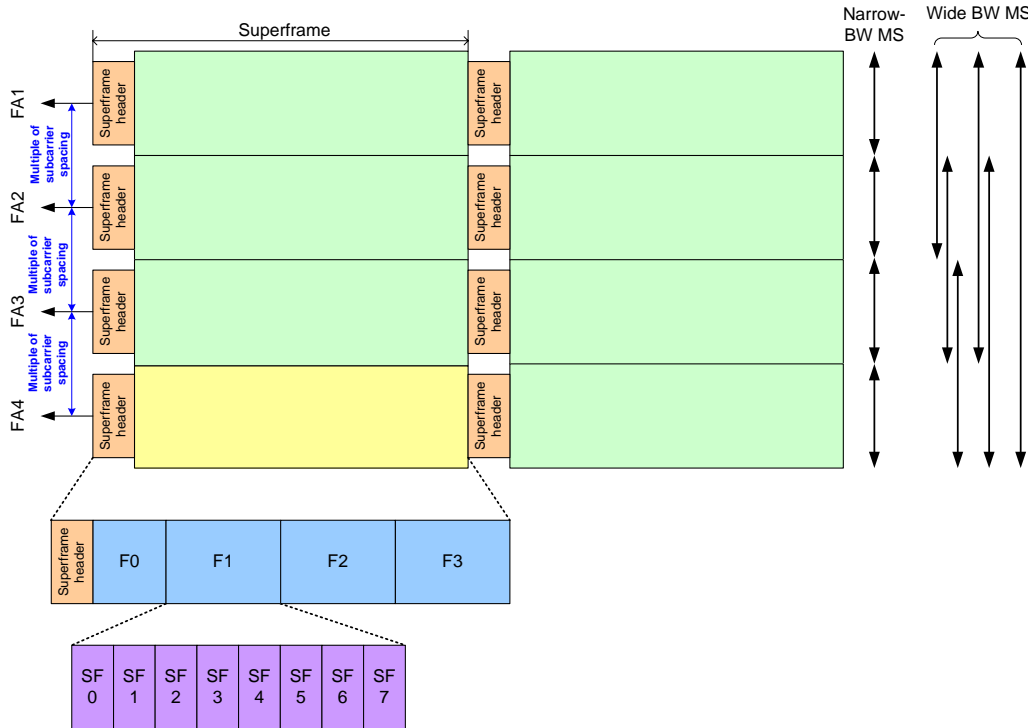 Superframe
Narrow-
BW MS
Wide BW MS
FA1
Superframe
header
Superframe
header
Multiple of
subcarrier
spacing
FA2
Superframe
header
Superframe
header
Multiple of
subcarrier
spacing
FA3
Superframe
header
Superframe
header
Multiple of
subcarrier
spacing
FA4
Superframe
header
Superframe
header
Superframe
header
F0
F1
F2
F3
SF
0
SF
1
SF
2
SF
3
SF
4
SF
5
SF
6
SF
7